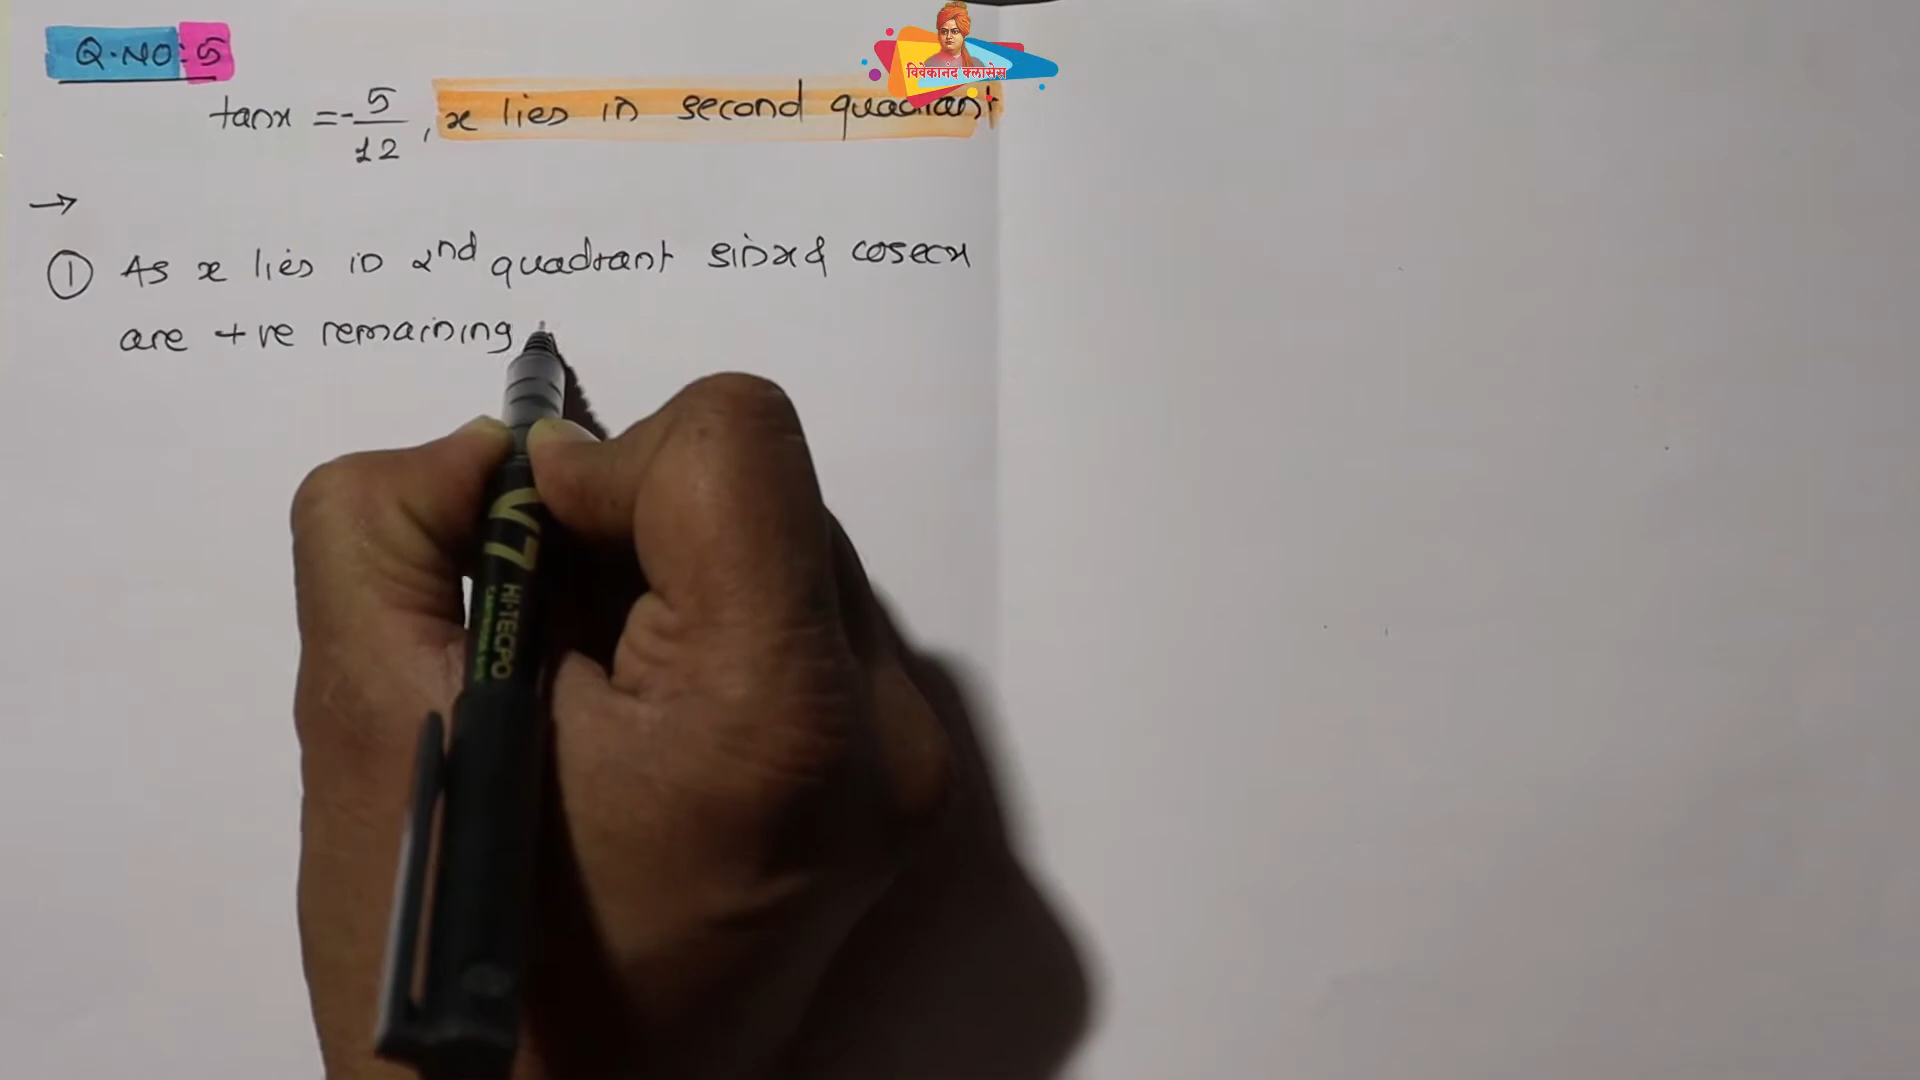 Q.NO:5
विवेकानंद क्लासेस
tanx = -5/12, x lies in second quadrant
→
① As x lies in 2nd quadrant sinx & cosecx
are +ve remaining
V7
HI-TECPO